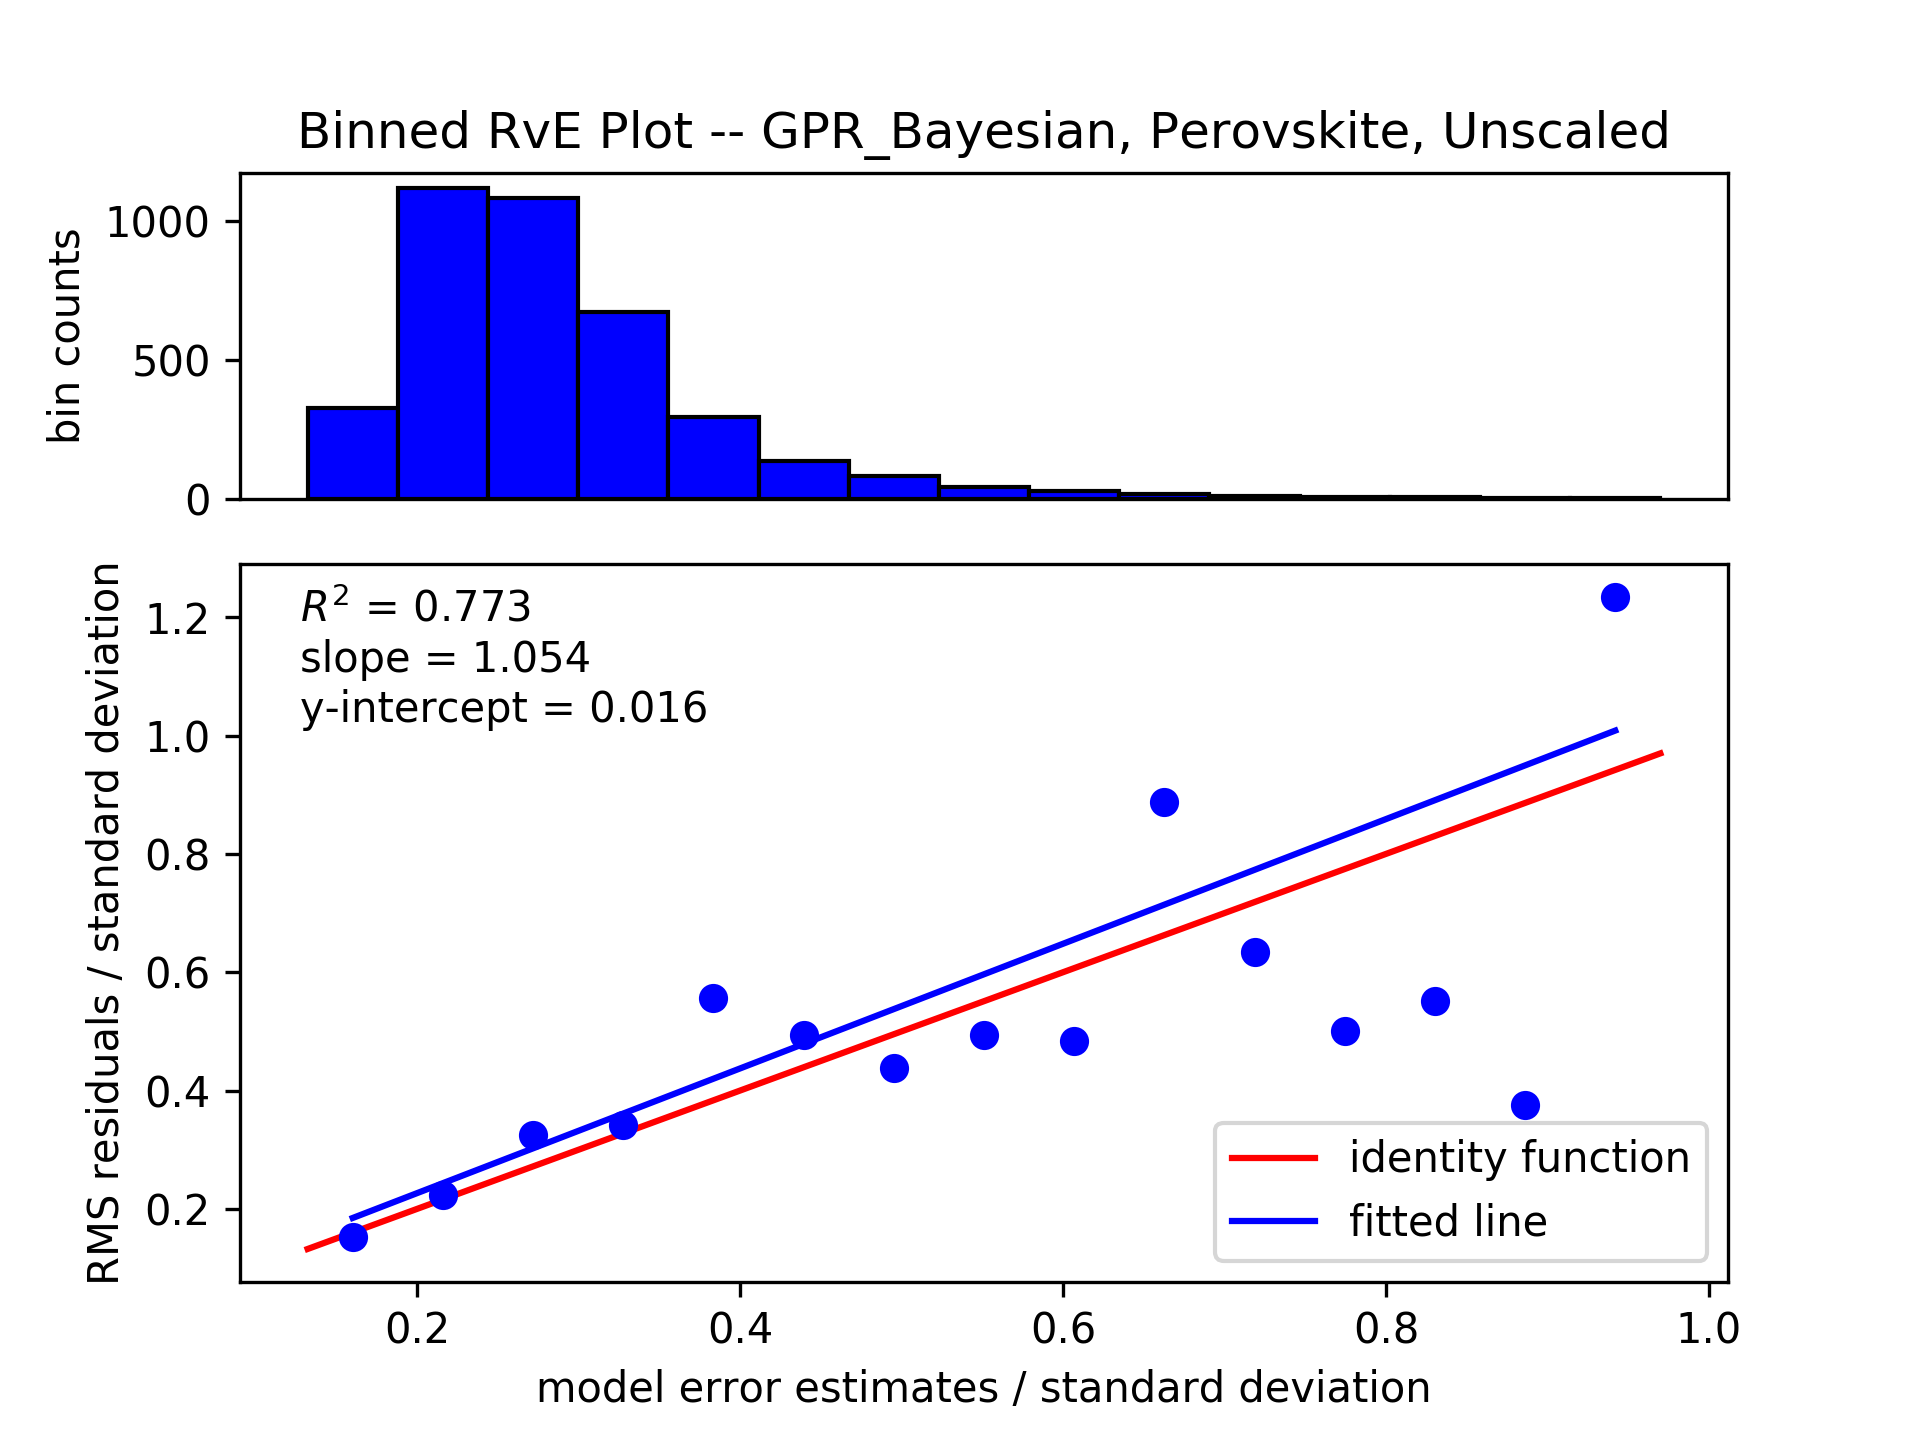 Binned RvE Plot -- GPR_Bayesian, Perovskite, Unscaled
bin counts
1000
500
0
RMS residuals / standard deviation
1.2
1.0
0.8
0.6
0.4
0.2
R² = 0.773
slope = 1.054
y-intercept = 0.016
identity function
fitted line
0.2 0.4 0.6 0.8 1.0
model error estimates / standard deviation